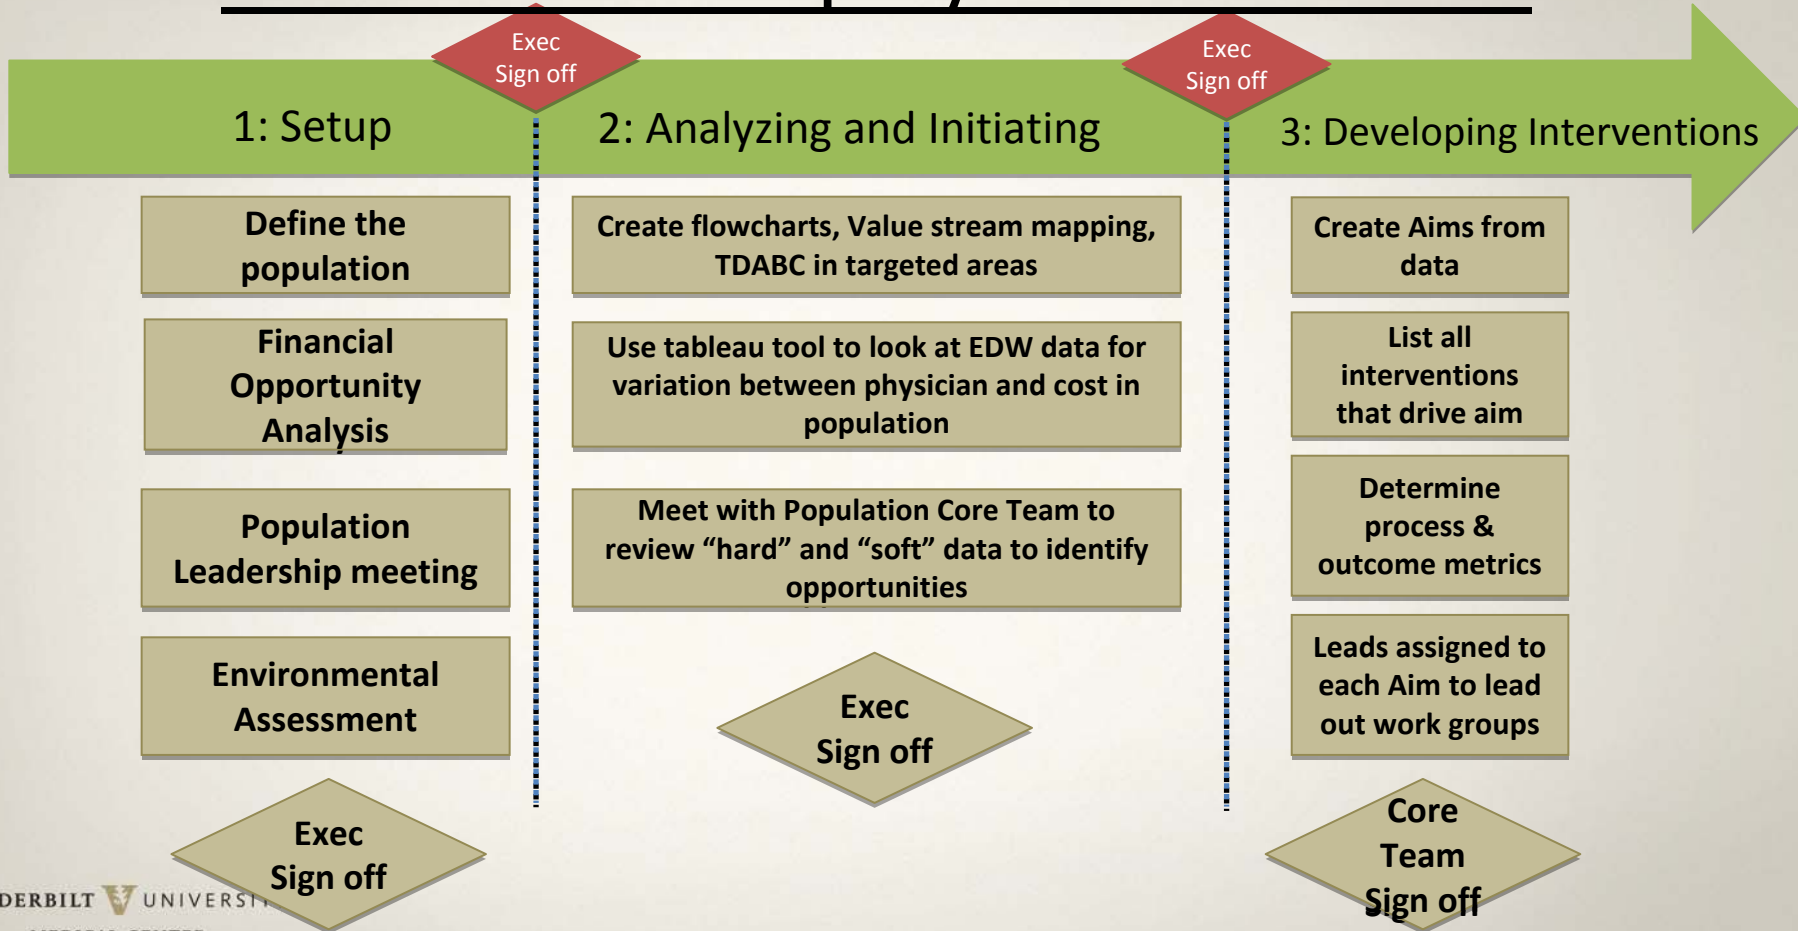 Exec
Sign off
Exec
Sign off
1: Setup
2: Analyzing and Initiating
3: Developing Interventions
Define the
population
Financial
Opportunity
Analysis
Population
Leadership meeting
Environmental
Assessment
Exec
Sign off
Create flowcharts, Value stream mapping,
TDABC in targeted areas
Use tableau tool to look at EDW data for
variation between physician and cost in
population
Meet with Population Core Team to
review “hard” and “soft” data to identify
opportunities
Exec
Sign off
Create Aims from
data
List all
interventions
that drive aim
Determine
process &
outcome metrics
Leads assigned to
each Aim to lead
out work groups
Core
Team
Sign off
DERBILT UNIVERSIT